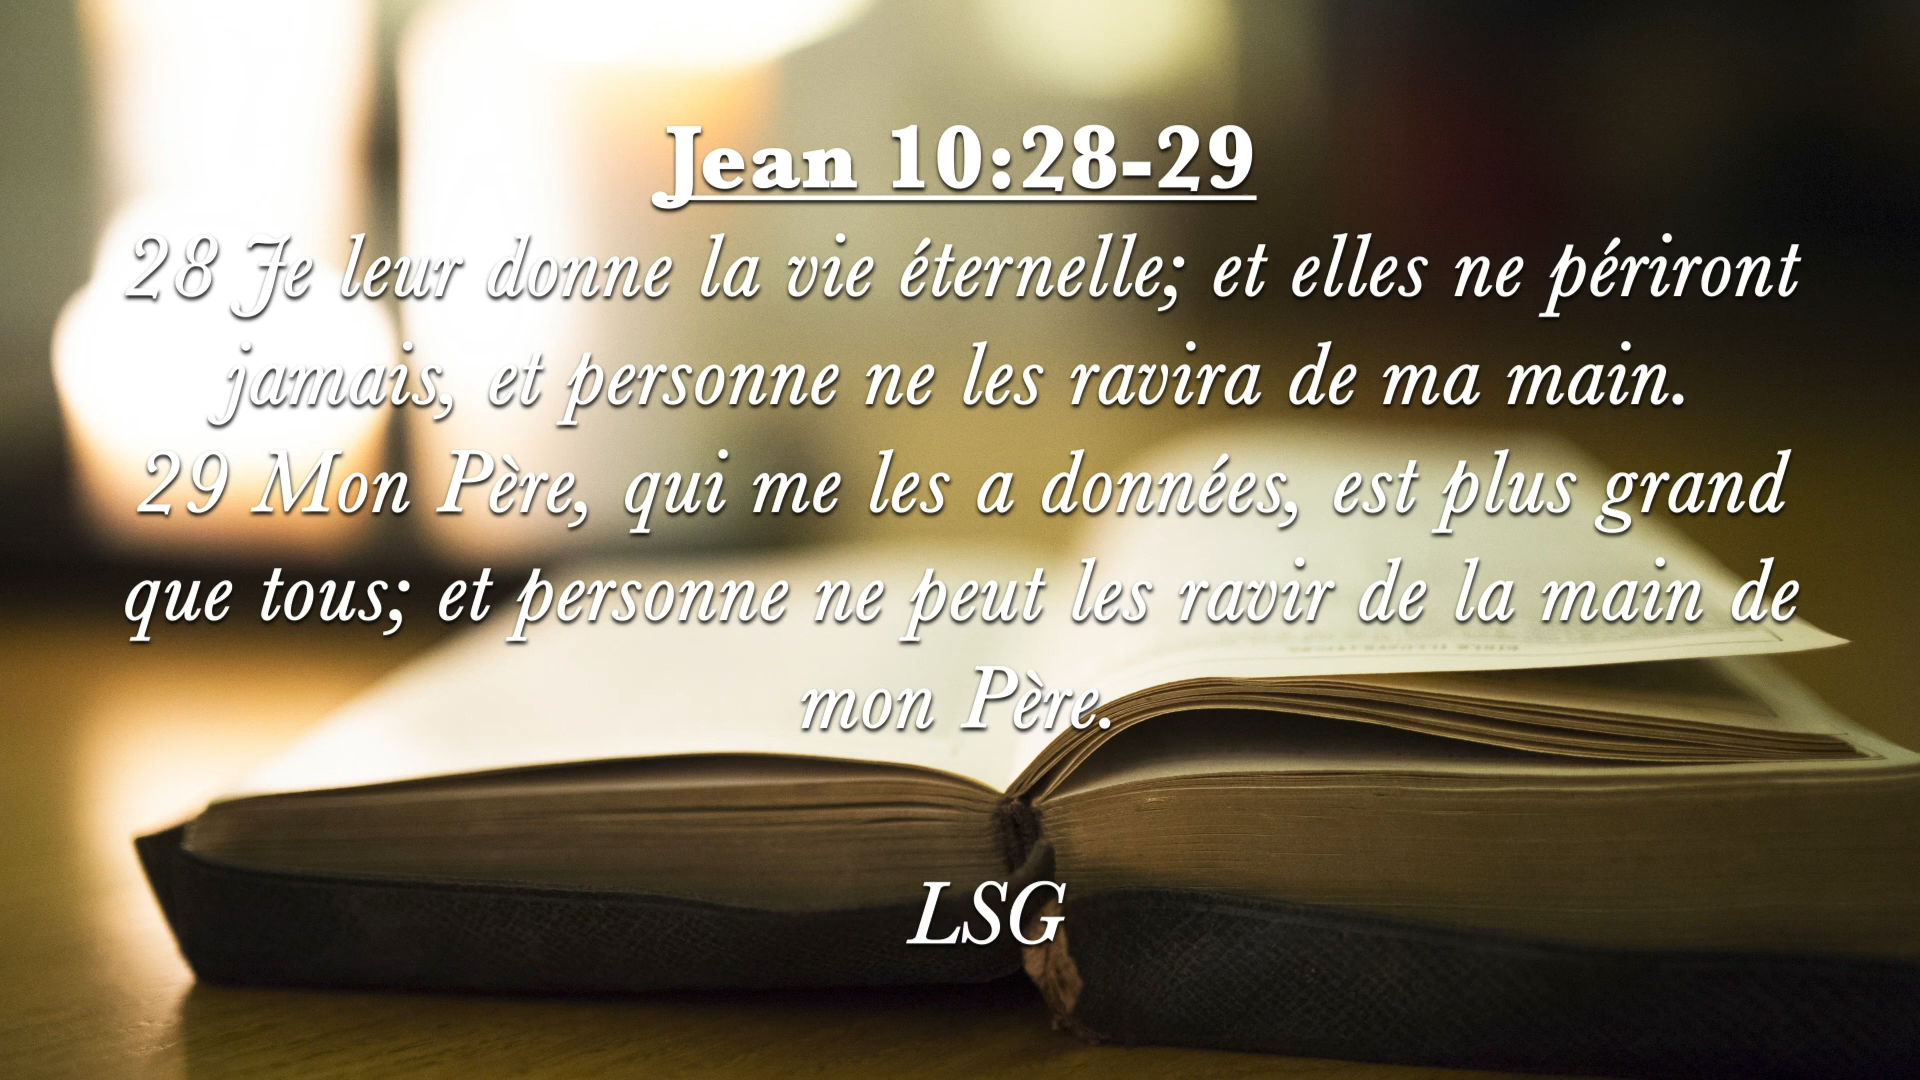 Jean 10:28-29
28 Je leur donne la vie éternelle; et elles ne périront
jamais, et personne ne les ravira de ma main.
29 Mon Père, qui me les a données, est plus grand
que tous; et personne ne peut les ravir de la main de
mon Père.
LSG